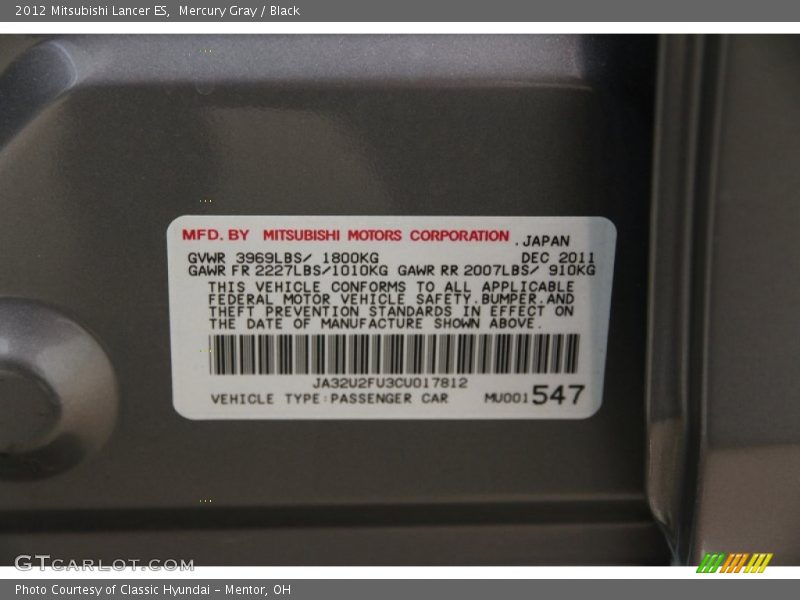 2012 Mitsubishi Lancer ES,  Mercury Gray / Black
MFD. BY MITSUBISHI MOTORS CORPORATION , JAPAN
GVWR 3969LBS/ 1800KG DEC 2011
GAWR FR 2227LBS/1010KG GAWR RR 2007LBS/ 910KG
THIS VEHICLE CONFORMS TO ALL APPLICABLE
FEDERAL MOTOR VEHICLE SAFETY.BUMPER.AND
THEFT PREVENTION STANDARDS IN EFFECT ON
THE DATE OF MANUFACTURE SHOWN ABOVE.
JA32U2FU3CU017812
VEHICLE TYPE:PASSENGER CAR MU001547
GTCARLOT.COM
Photo Courtesy of Classic Hyundai - Mentor, OH